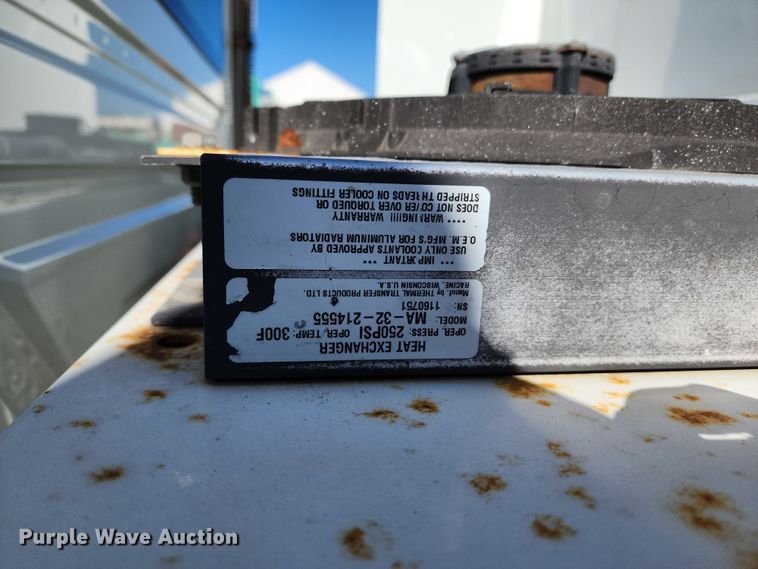 HEAT EXCHANGER
OPER. PRESS: 250PSI OPER. TEMP: 300F
MODEL: MA-32-214555
SN: 1160751
Manuf. by THERMAL TRANSFER PRODUCTS LTD.
RACINE, WISCONSIN U.S.A.
*** IMPORTANT ***
USE ONLY COOLANTS APPROVED BY
O.E.M. MFG'S FOR ALUMINUM RADIATORS
**** WARNING!!!! WARRANTY
DOES NOT COVER OVER TORQUED OR
STRIPPED THREADS ON COOLER FITTINGS
Purple Wave Auction